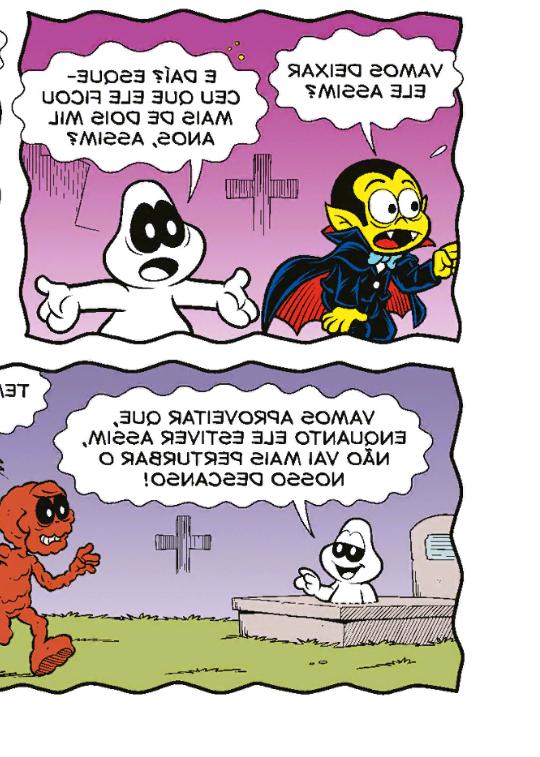 VAMOS DEIXAR
ELE ASSIM?
E DAÍ? ESQUE-
CEU QUE ELE FICOU
MAIS DE DOIS MIL
ANOS, ASSIM?
VAMOS APROVEITAR QUE,
ENQUANTO ELE ESTIVER ASSIM,
NÃO VAI MAIS PERTURBAR O
NOSSO DESCANSO!